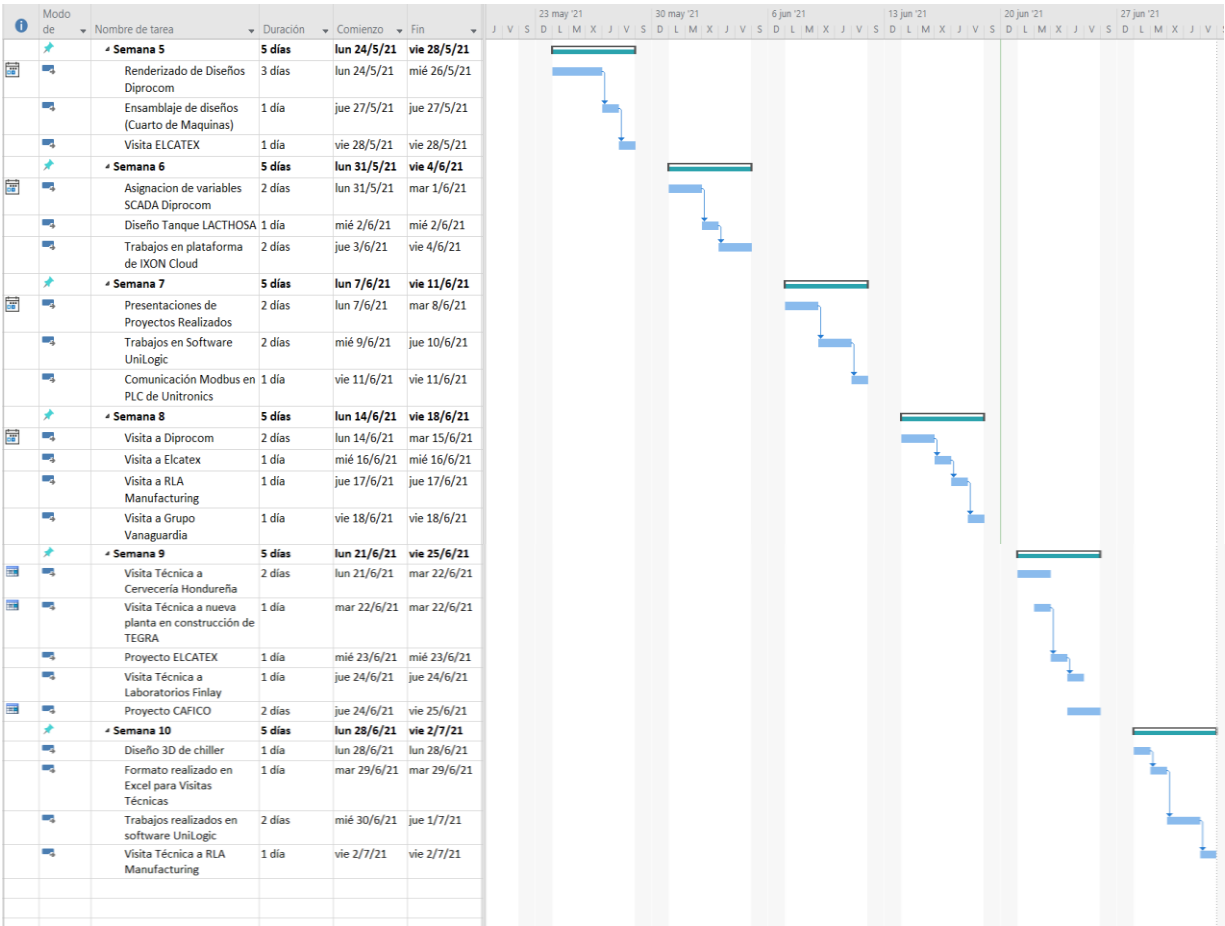 Modo de Nombre de tarea Duración Comienzo Fin
23 may '21 30 may '21 6 jun '21 13 jun '21 20 jun '21 27 jun '21
J V S D L M X J V S D L M X J V S D L M X J V S D L M X J V S D L M X J V S D L M X J V S
Semana 5 5 días lun 24/5/21 vie 28/5/21
Renderizado de Diseños 3 días lun 24/5/21 mié 26/5/21
Diprocom
Ensamblaje de diseños 1 día jue 27/5/21 jue 27/5/21
(Cuarto de Maquinas)
Visita ELCATEX 1 día vie 28/5/21 vie 28/5/21
Semana 6 5 días lun 31/5/21 vie 4/6/21
Asignacion de variables 2 días lun 31/5/21 mar 1/6/21
SCADA Diprocom
Diseño Tanque LACTHOSA 1 día mié 2/6/21 mié 2/6/21
Trabajos en plataforma 2 días jue 3/6/21 vie 4/6/21
de IXON Cloud
Semana 7 5 días lun 7/6/21 vie 11/6/21
Presentaciones de 2 días lun 7/6/21 mar 8/6/21
Proyectos Realizados
Trabajos en Software 2 días mié 9/6/21 jue 10/6/21
UniLogic
Comunicación Modbus en 1 día vie 11/6/21 vie 11/6/21
PLC de Unitronics
Semana 8 5 días lun 14/6/21 vie 18/6/21
Visita a Diprocom 2 días lun 14/6/21 mar 15/6/21
Visita a Elcatex 1 día mié 16/6/21 mié 16/6/21
Visita a RLA 1 día jue 17/6/21 jue 17/6/21
Manufacturing
Visita a Grupo 1 día vie 18/6/21 vie 18/6/21
Vanaguardia
Semana 9 5 días lun 21/6/21 vie 25/6/21
Visita Técnica a 2 días lun 21/6/21 mar 22/6/21
Cervecería Hondureña
Visita Técnica a nueva 1 día mar 22/6/21 mar 22/6/21
planta en construcción de
TEGRA
Proyecto ELCATEX 1 día mié 23/6/21 mié 23/6/21
Visita Técnica a 1 día jue 24/6/21 jue 24/6/21
Laboratorios Finlay
Proyecto CAFICO 2 días jue 24/6/21 vie 25/6/21
Semana 10 5 días lun 28/6/21 vie 2/7/21
Diseño 3D de chiller 1 día lun 28/6/21 lun 28/6/21
Formato realizado en 1 día mar 29/6/21 mar 29/6/21
Excel para Visitas
Técnicas
Trabajos realizados en 2 días mié 30/6/21 jue 1/7/21
software UniLogic
Visita Técnica a RLA 1 día vie 2/7/21 vie 2/7/21
Manufacturing